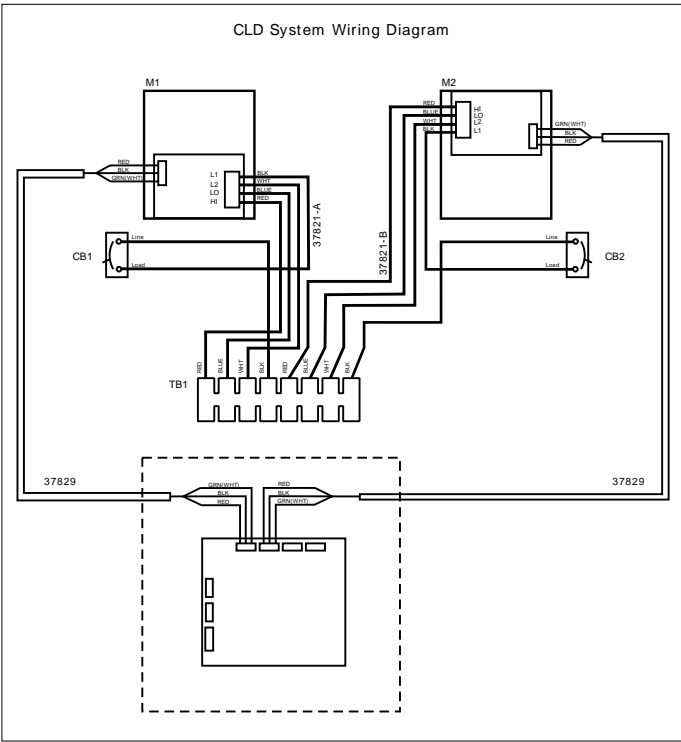 CLD System Wiring Diagram
M1
M2
RED
BLK
GRN(WHT)
L1
L2
LO
HI
BLK
WHT
BLUE
RED
37821-A
RED
BLUE
WHT
BLK
HI
LO
L2
L1
GRN(WHT)
BLK
RED
37821-B
CB1
Line
Load
Line
Load
CB2
TB1
RED
BLUE
WHT
BLK
RED
BLUE
WHT
BLK
37829
37829
GRN(WHT)
BLK
RED
RED
BLK
GRN(WHT)